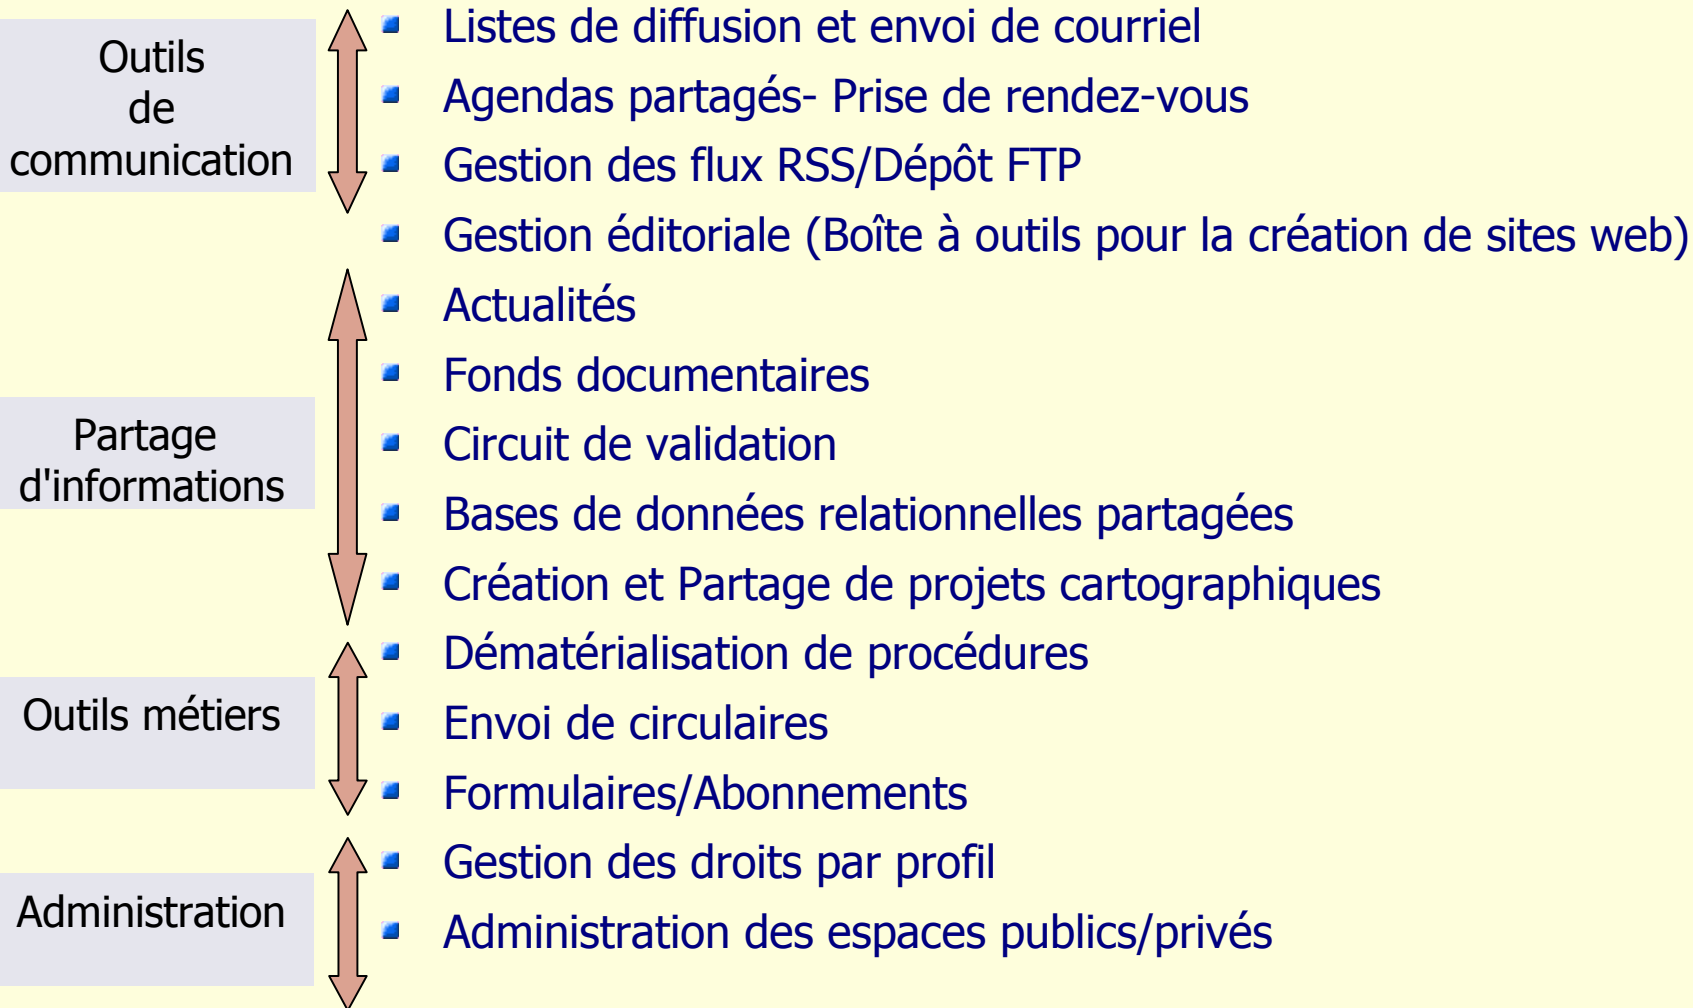 Outils
de
communication
Listes de diffusion et envoi de courriel
Agendas partagés- Prise de rendez-vous
Gestion des flux RSS/Dépôt FTP
Gestion éditoriale (Boîte à outils pour la création de sites web)
Partage
d'informations
Actualités
Fonds documentaires
Circuit de validation
Bases de données relationnelles partagées
Création et Partage de projets cartographiques
Outils métiers
Dématérialisation de procédures
Envoi de circulaires
Formulaires/Abonnements
Administration
Gestion des droits par profil
Administration des espaces publics/privés